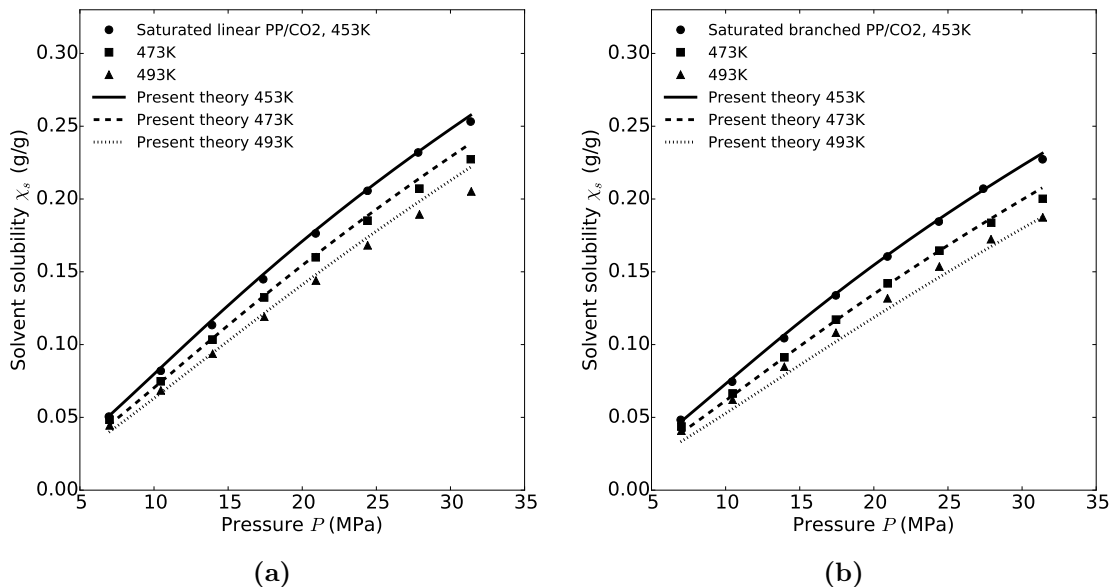 0.30
0.25
0.20
0.15
0.10
0.05
0.00
5
10
15
20
25
30
35
Solvent solubility χs (g/g)
Pressure P (MPa)
Saturated linear PP/CO2, 453K
473K
493K
Present theory 453K
Present theory 473K
Present theory 493K
(a)
0.30
0.25
0.20
0.15
0.10
0.05
0.00
5
10
15
20
25
30
35
Solvent solubility χs (g/g)
Pressure P (MPa)
Saturated branched PP/CO2, 453K
473K
493K
Present theory 453K
Present theory 473K
Present theory 493K
(b)